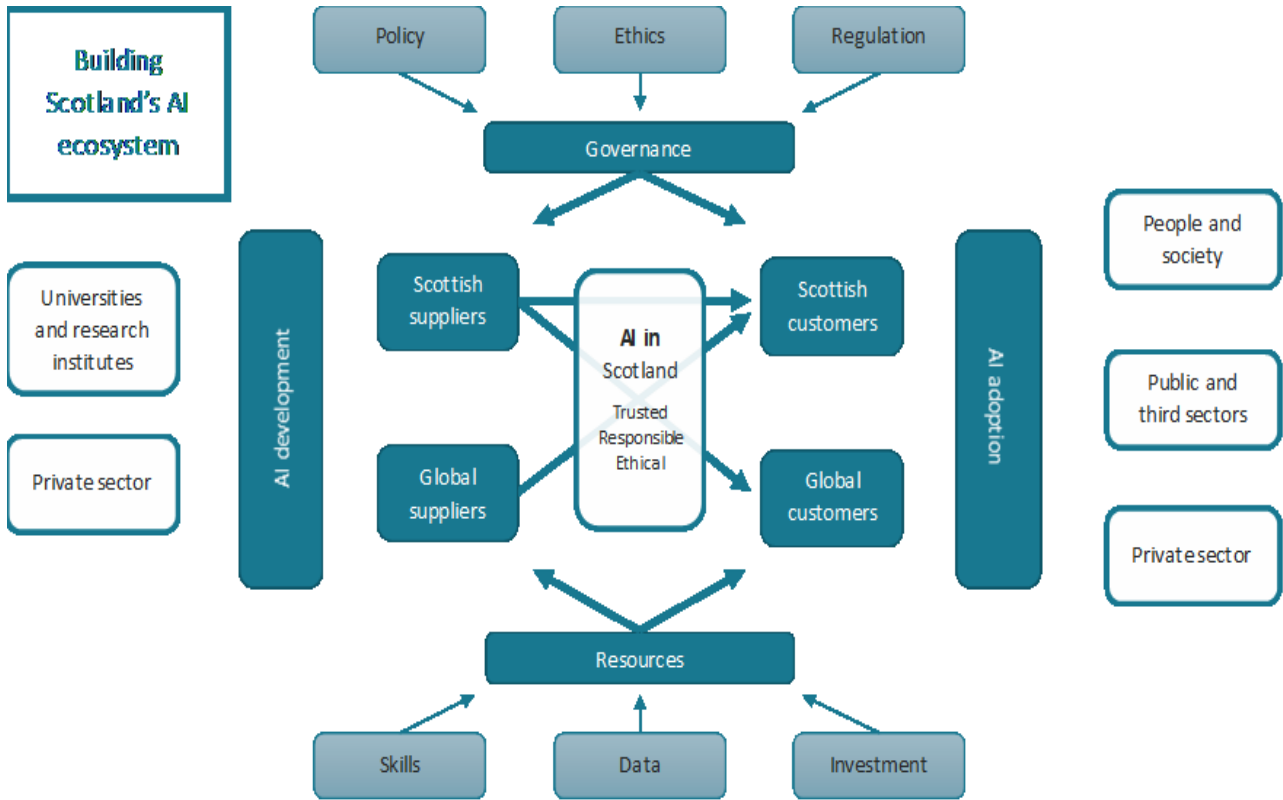 Building
Scotland's AI
ecosystem
Policy
Ethics
Regulation
Governance
Universities
and research
institutes
Private sector
AI development
Scottish
suppliers
Global
suppliers
AI in
Scotland
Trusted
Responsible
Ethical
Scottish
customers
Global
customers
AI adoption
People and
society
Public and
third sectors
Private sector
Resources
Skills
Data
Investment